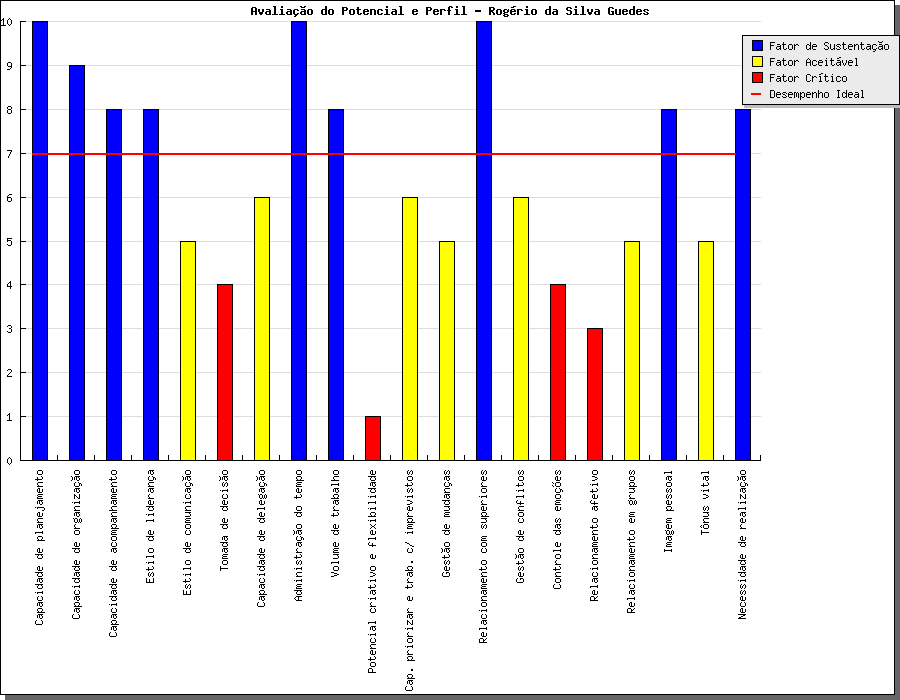 Avaliação do Potencial e Perfil - Rogério da Silva Guedes
10
9
8
7
6
5
4
3
2
1
0
Fator de Sustentação
Fator Aceitável
Fator Crítico
Desempenho Ideal
Capacidade de planejamento
Capacidade de organização
Capacidade de acompanhamento
Estilo de liderança
Estilo de comunicação
Tomada de decisão
Capacidade de delegação
Administração do tempo
Volume de trabalho
Potencial criativo e flexibilidade
Cap. priorizar e trab. c/ imprevistos
Gestão de mudanças
Relacionamento com superiores
Gestão de conflitos
Controle das emoções
Relacionamento afetivo
Relacionamento em grupos
Imagem pessoal
Tônus vital
Necessidade de realização